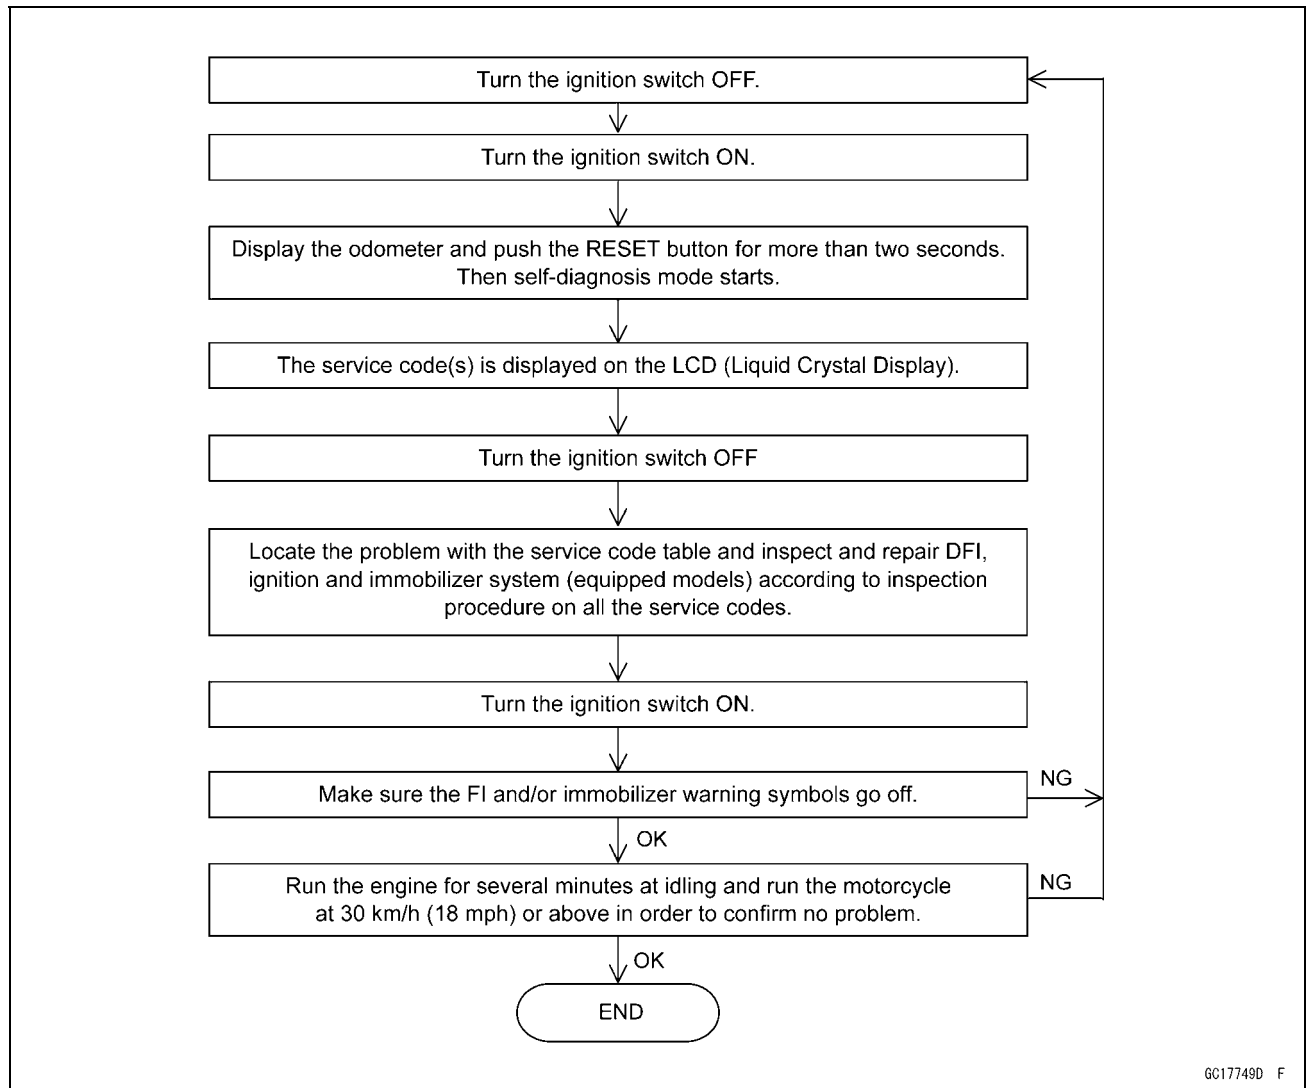 Turn the ignition switch OFF.
Turn the ignition switch ON.
Display the odometer and push the RESET button for more than two seconds.
Then self-diagnosis mode starts.
The service code(s) is displayed on the LCD (Liquid Crystal Display).
Turn the ignition switch OFF
Locate the problem with the service code table and inspect and repair DFI,
ignition and immobilizer system (equipped models) according to inspection
procedure on all the service codes.
Turn the ignition switch ON.
Make sure the FI and/or immobilizer warning symbols go off.
NG
OK
Run the engine for several minutes at idling and run the motorcycle
at 30 km/h (18 mph) or above in order to confirm no problem.
NG
OK
END
GC17749D F